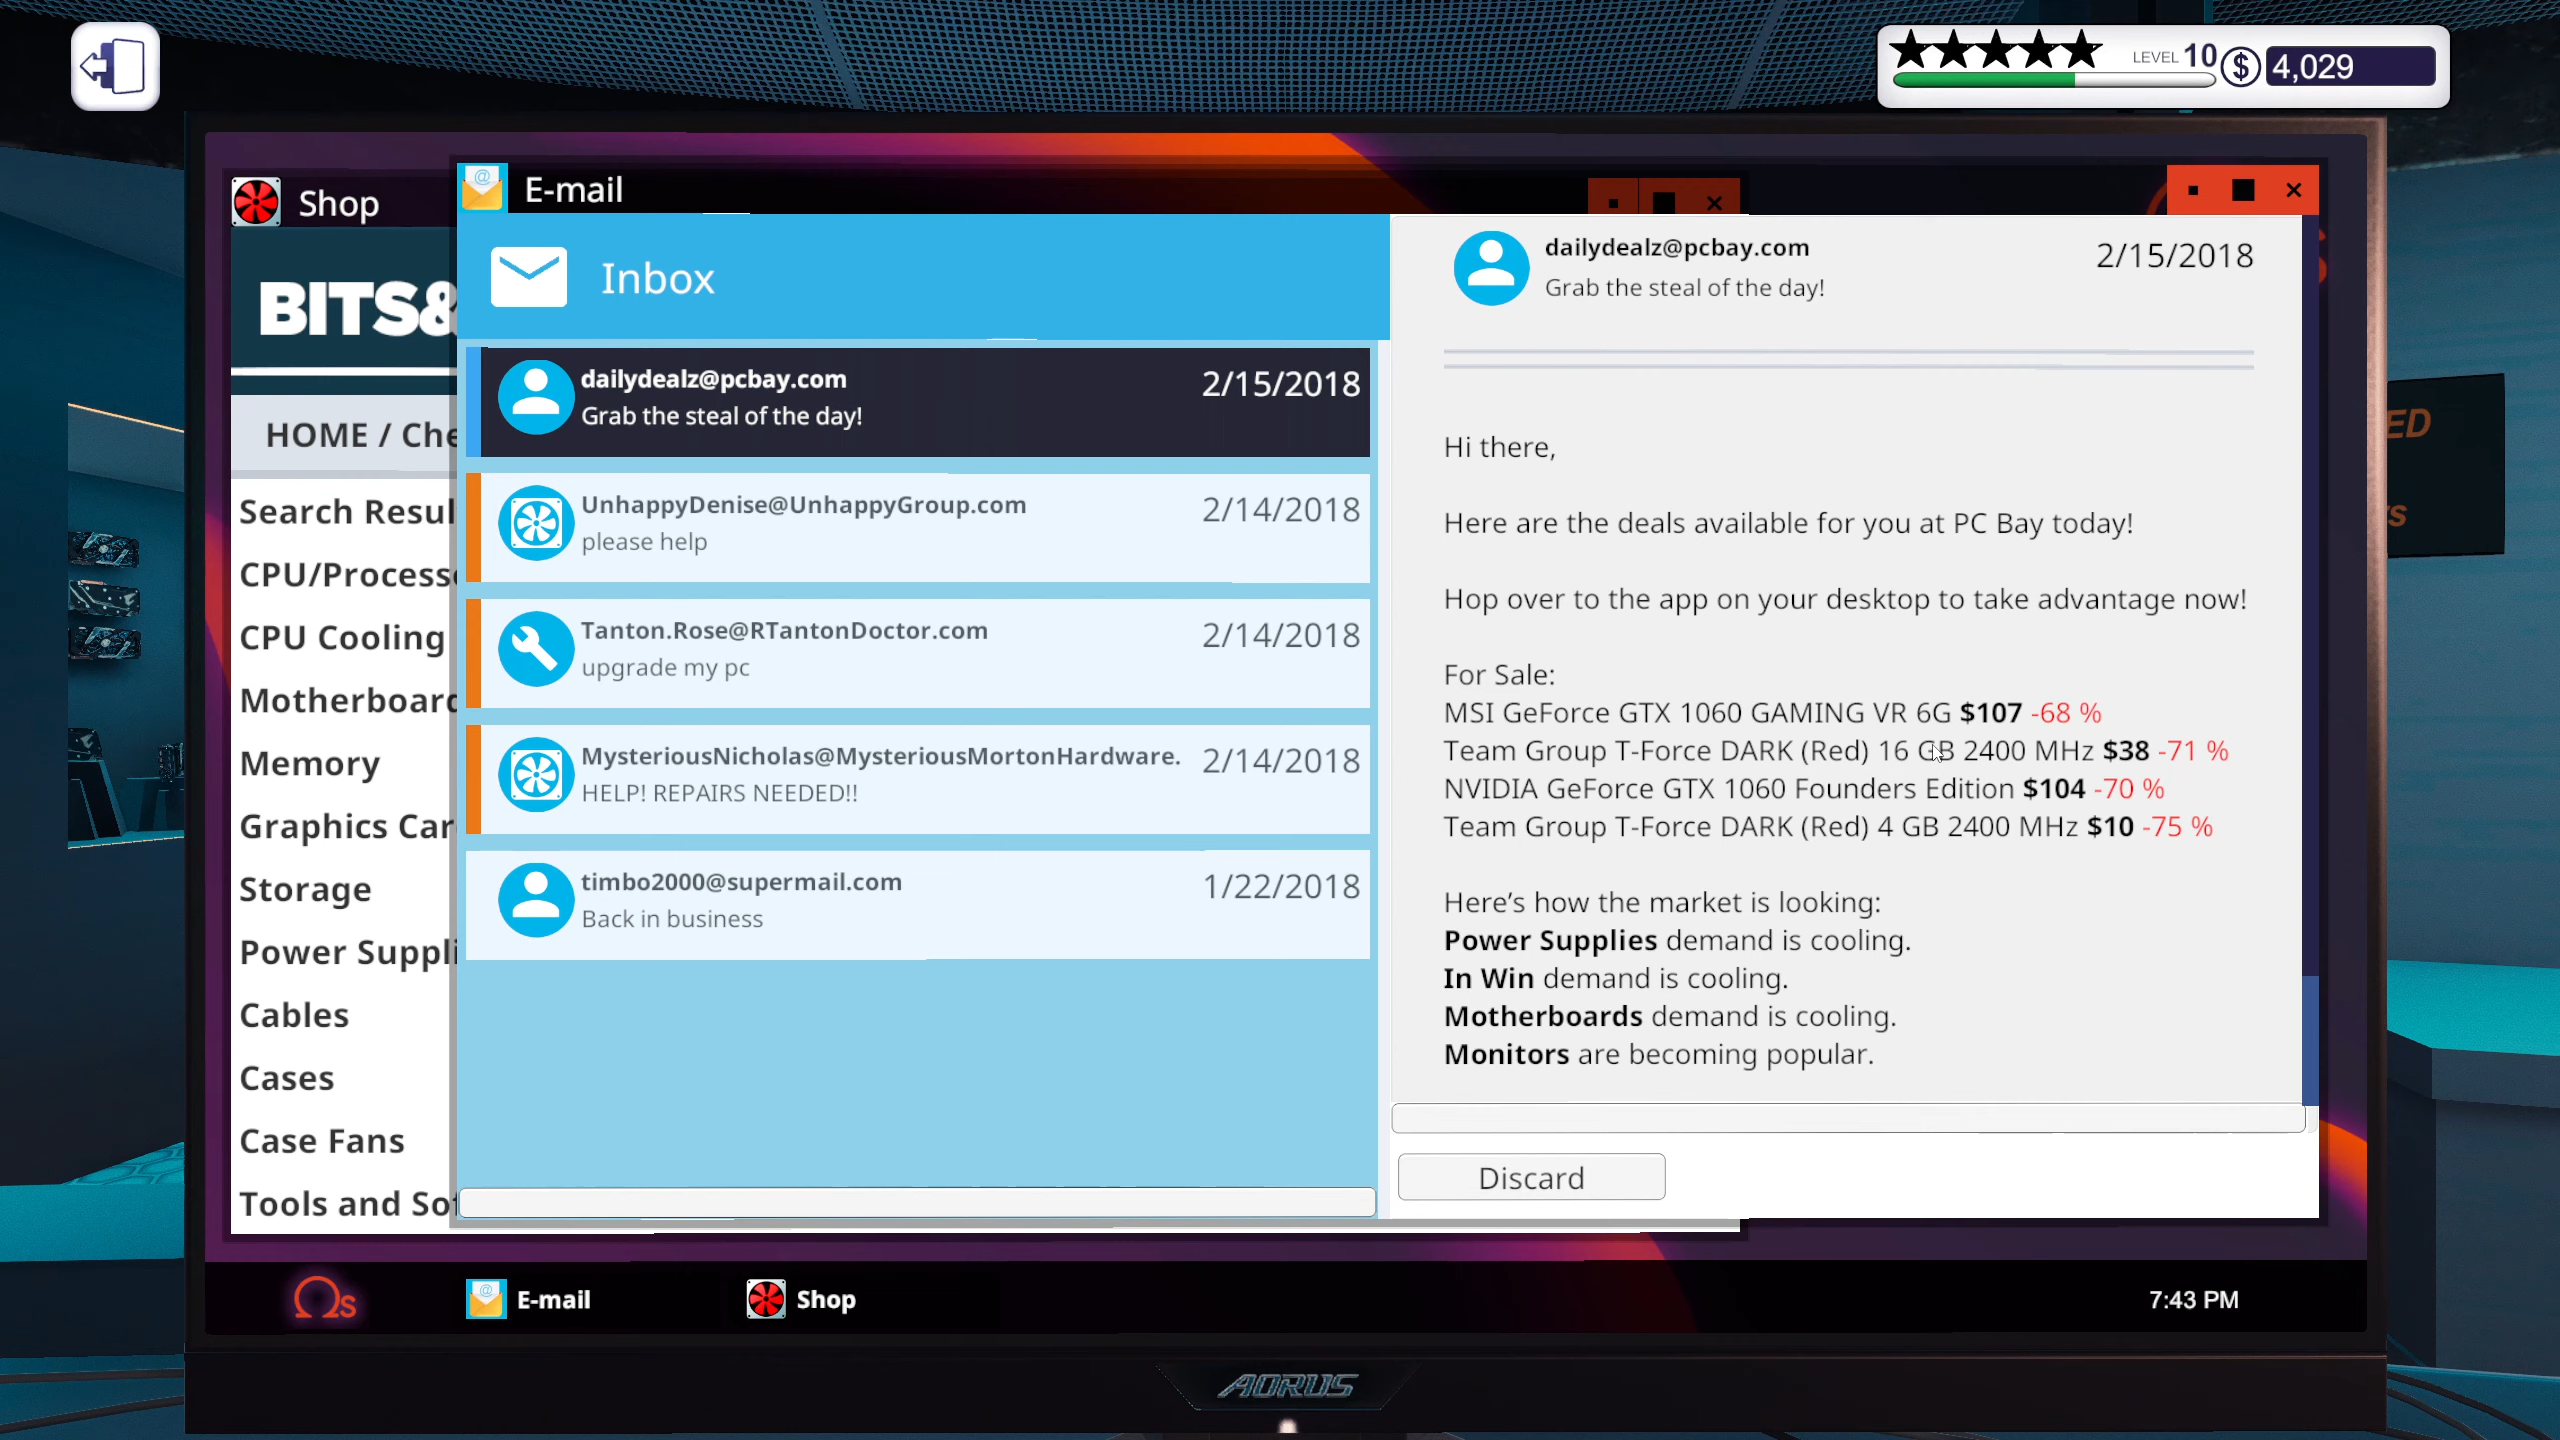 LEVEL 10
$ 4,029
Shop
E-mail
BITS&
HOME / Che
Search Resul
CPU/Process
CPU Cooling
Motherboard
Memory
Graphics Car
Storage
Power Suppli
Cables
Cases
Case Fans
Tools and So
Inbox
dailydealz@pcbay.com
2/15/2018
Grab the steal of the day!
UnhappyDenise@UnhappyGroup.com
2/14/2018
please help
Tanton.Rose@RTantonDoctor.com
2/14/2018
upgrade my pc
MysteriousNicholas@MysteriousMortonHardware.
2/14/2018
HELP! REPAIRS NEEDED!!
timbo2000@supermail.com
1/22/2018
Back in business
dailydealz@pcbay.com
2/15/2018
Grab the steal of the day!
Hi there,
Here are the deals available for you at PC Bay today!
Hop over to the app on your desktop to take advantage now!
For Sale:
MSI GeForce GTX 1060 GAMING VR 6G $107 -68 %
Team Group T-Force DARK (Red) 16 GB 2400 MHz $38 -71 %
NVIDIA GeForce GTX 1060 Founders Edition $104 -70 %
Team Group T-Force DARK (Red) 4 GB 2400 MHz $10 -75 %
Here’s how the market is looking:
Power Supplies demand is cooling.
In Win demand is cooling.
Motherboards demand is cooling.
Monitors are becoming popular.
Discard
ED
Ωs
E-mail
Shop
7:43 PM
AORUS